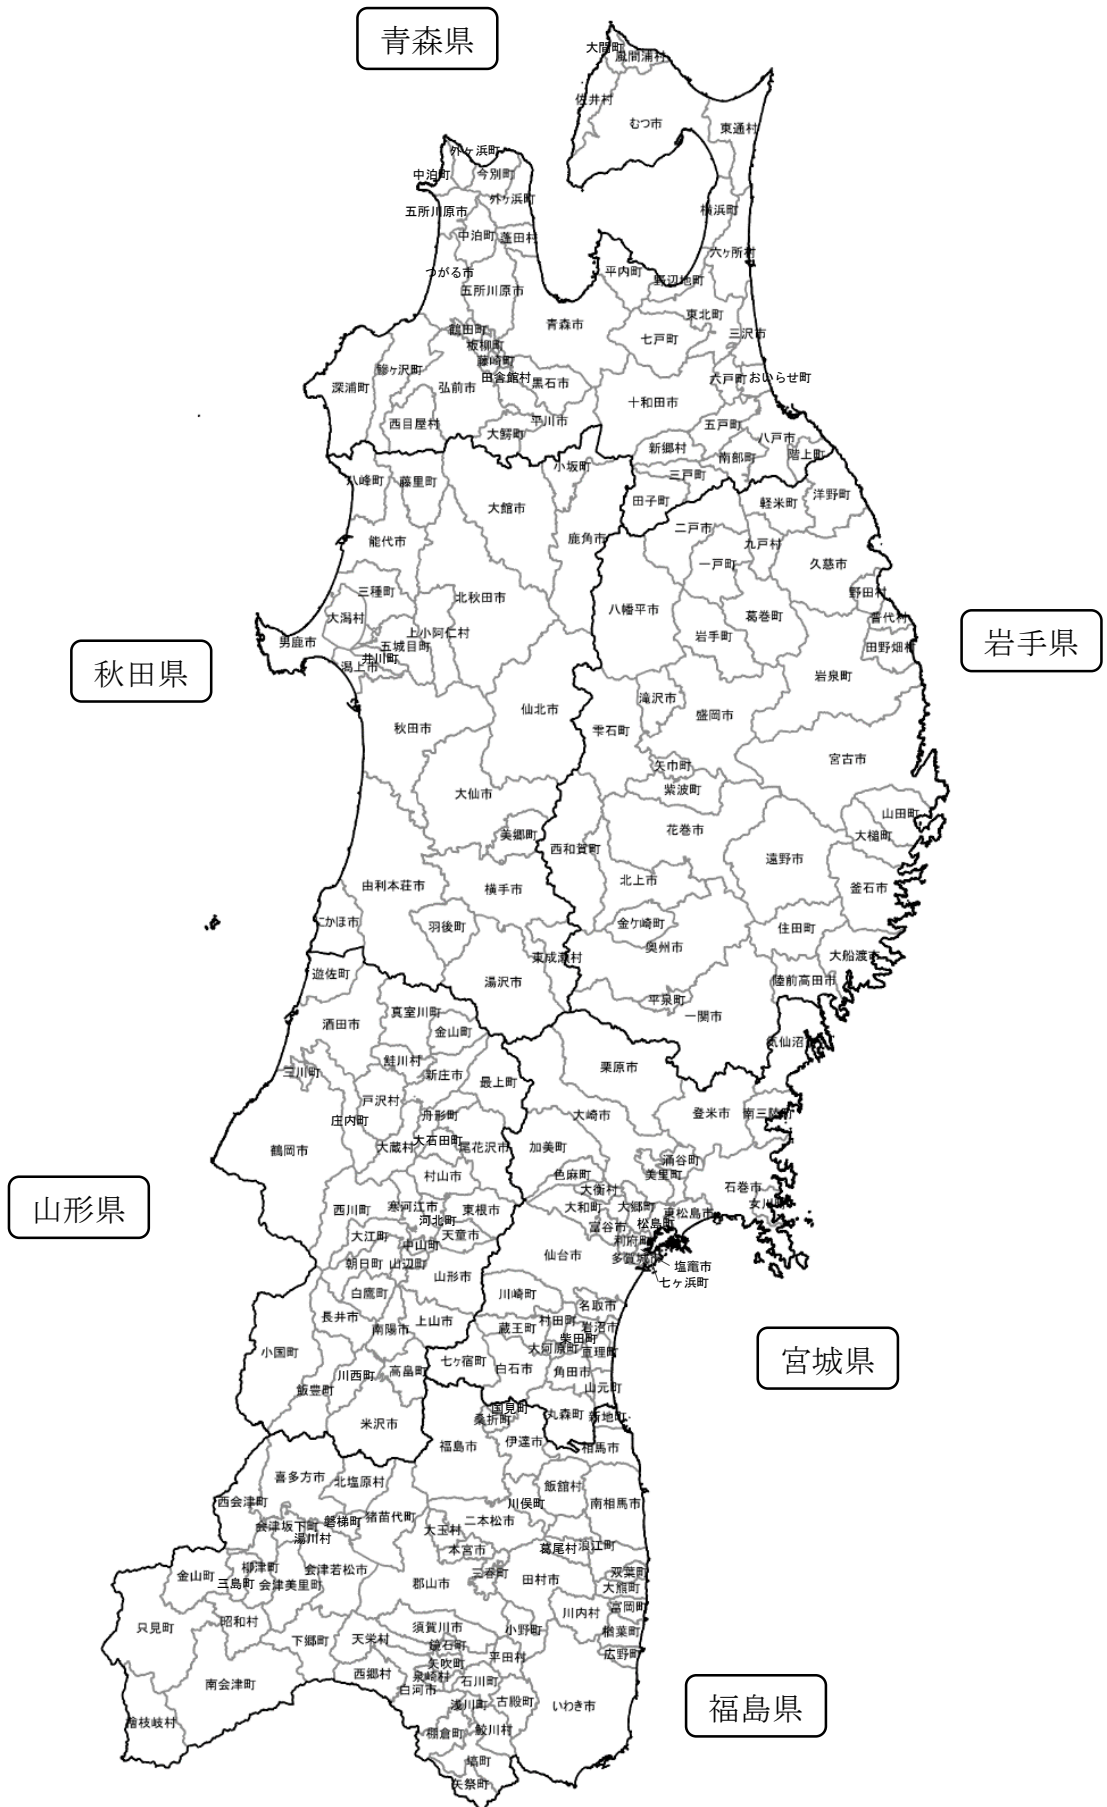 青森県
大間町
風間浦村
佐井村
むつ市
東通村
外ヶ浜町
中泊町
今別町
外ヶ浜町
横浜町
五所川原市
中泊町
蓬田村
六ヶ所村
つがる市
平内町
野辺地町
五所川原市
東北町
青森市
鶴田町
三沢市
七戸町
板柳町
藤崎町
鰺ヶ沢町
田舎館村
黒石市
六戸町
おいらせ町
深浦町
弘前市
十和田市
西目屋村
平川市
五戸町
大鰐町
八戸市
新郷村
南部町
階上町
小坂町
三戸町
八峰町
藤里町
田子町
洋野町
軽米町
大館市
二戸市
能代市
鹿角市
九戸村
一戸町
久慈市
三種町
野田村
北秋田市
八幡平市
大潟村
葛巻町
普代村
上小阿仁村
岩手町
男鹿市
五城目町
田野畑村
岩手県
井川町
潟上市
秋田県
岩泉町
滝沢市
仙北市
盛岡市
秋田市
雫石町
宮古市
矢巾町
紫波町
大仙市
山田町
花巻市
美郷町
大槌町
西和賀町
遠野市
北上市
由利本荘市
横手市
釜石市
にかほ市
羽後町
金ケ崎町
住田町
奥州市
東成瀬村
大船渡市
遊佐町
湯沢市
陸前高田市
平泉町
真室川町
一関市
酒田市
金山町
気仙沼市
鮭川村
栗原市
三川町
新庄市
最上町
戸沢村
舟形町
大崎市
登米市
南三陸町
庄内町
大石田町
鶴岡市
大蔵村
尾花沢市
加美町
涌谷町
村山市
色麻町
美里町
石巻市
大衡村
山形県
西川町
寒河江市
東根市
大和町
大郷町
女川町
河北町
東松島市
富谷市
松島町
大江町
天童市
利府町
中山町
仙台市
多賀城市
朝日町
山辺町
塩竈市
山形市
七ヶ浜町
白鷹町
川崎町
名取市
長井市
上山市
村田町
南陽市
蔵王町
岩沼市
柴田町
宮城県
小国町
大河原町
亘理町
七ヶ宿町
川西町
高畠町
白石市
角田市
飯豊町
山元町
国見町
丸森町
新地町
米沢市
桑折町
福島市
伊達市
相馬市
喜多方市
北塩原村
飯舘村
西会津町
川俣町
南相馬市
猪苗代町
磐梯町
二本松市
会津坂下町
大玉村
湯川村
葛尾村
浪江町
本宮市
柳津町
会津若松市
金山町
三春町
双葉町
三島町
会津美里町
郡山市
田村市
大熊町
富岡町
昭和村
川内村
只見町
須賀川市
小野町
楢葉町
下郷町
天栄村
鏡石町
平田村
広野町
矢吹町
西郷村
泉崎村
石川町
南会津町
白河市
福島県
浅川町
古殿町
いわき市
檜枝岐村
棚倉町
鮫川村
塙町
矢祭町